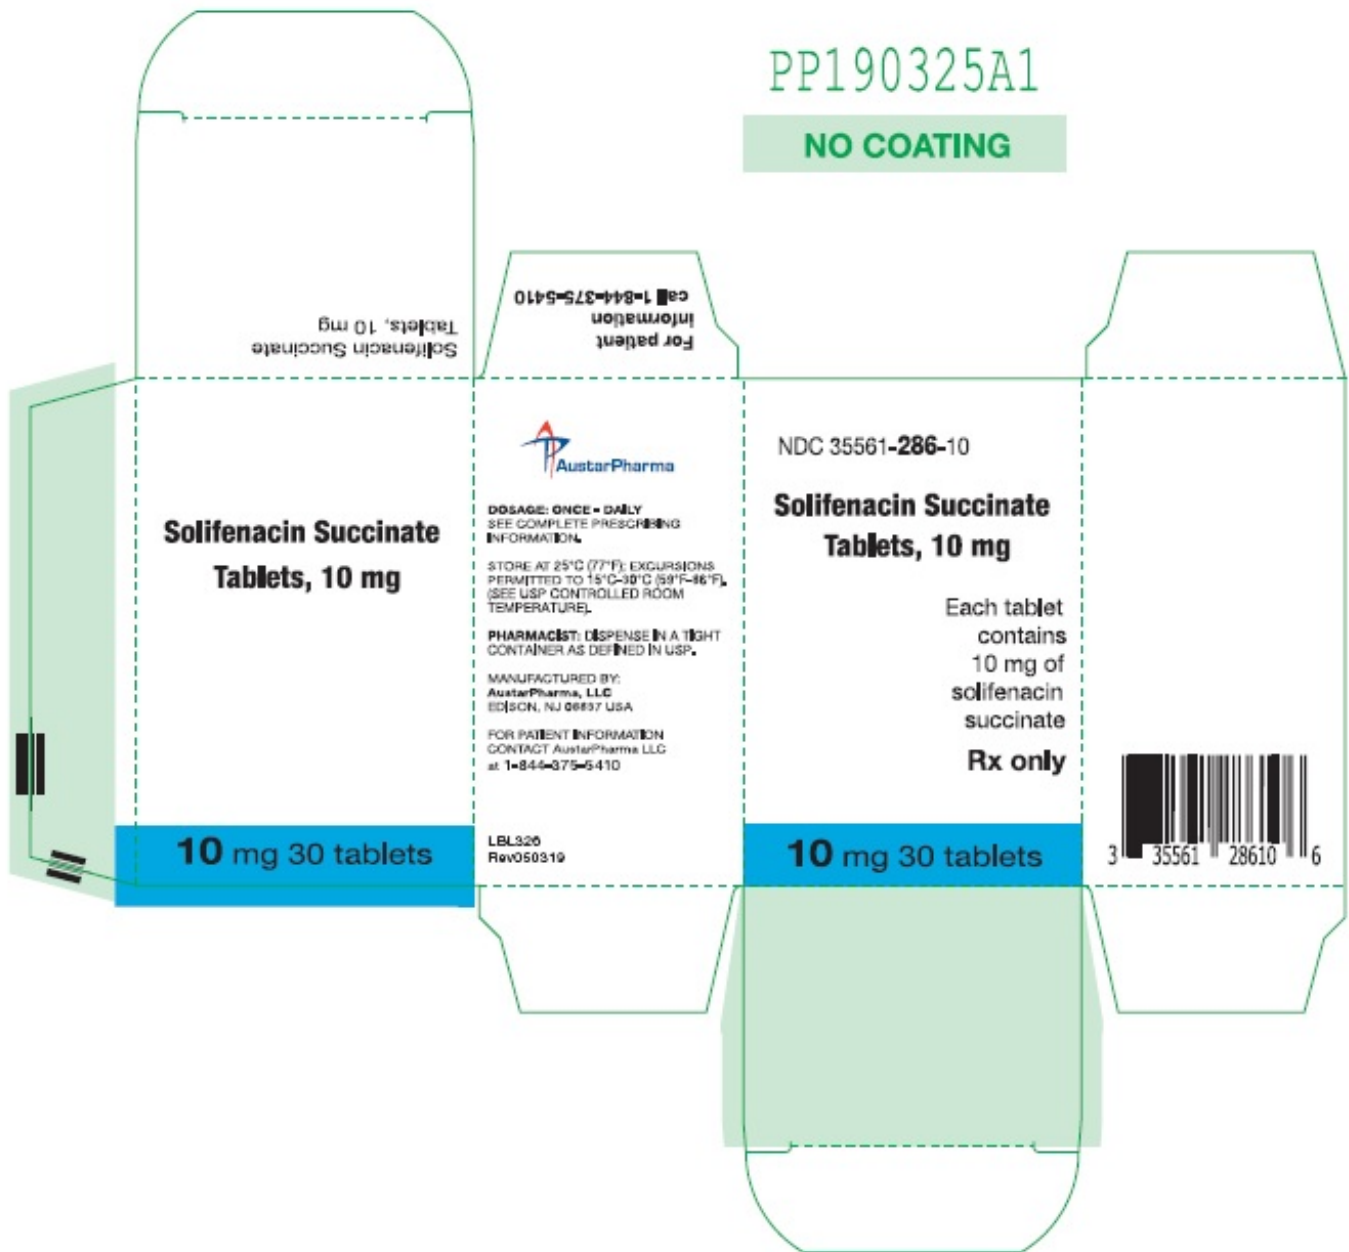 PP190325A1
NO COATING
Solifenacin Succinate
Tablets, 10 mg
For patient
information
call 1-844-375-5410
Solifenacin Succinate
Tablets, 10 mg
10 mg 30 tablets
AustarPharma
DOSAGE: ONCE - DAILY
SEE COMPLETE PRESCRIBING
INFORMATION.
STORE AT 25°C (77°F); EXCURSIONS
PERMITTED TO 15°C-30°C (59°F-86°F).
(SEE USP CONTROLLED ROOM
TEMPERATURE).
PHARMACIST: DISPENSE IN A TIGHT
CONTAINER AS DEFINED IN USP.
MANUFACTURED BY:
AustarPharma, LLC
EDISON, NJ 08837 USA
FOR PATIENT INFORMATION
CONTACT AustarPharma LLC
at 1-844-375-5410
LBL326
Rev050319
NDC 35561-286-10
Solifenacin Succinate
Tablets, 10 mg
Each tablet
contains
10 mg of
solifenacin
succinate
Rx only
10 mg 30 tablets
3 35561 28610 6